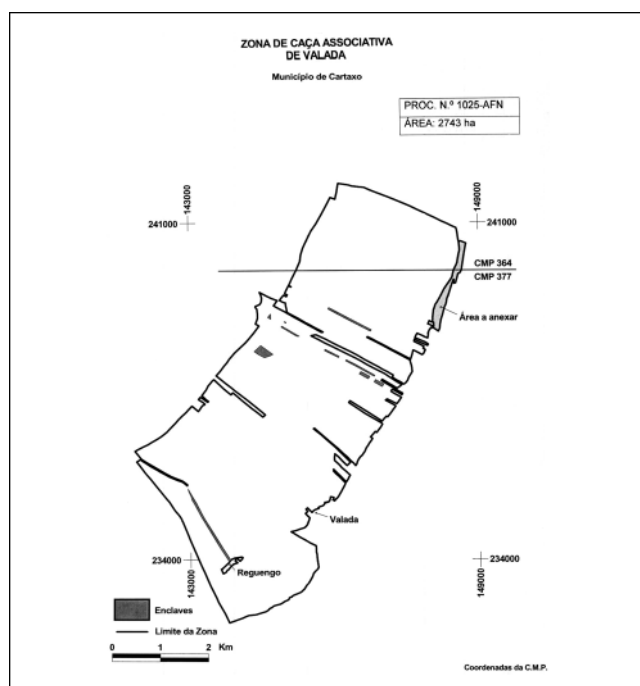 ZONA DE CAÇA ASSOCIATIVA
DE VALADA
Município de Cartaxo
PROC. N.º 1025-AFN
ÁREA: 2743 ha
143000
149000
241000
241000
CMP 364
CMP 377
Área a anexar
4
Valada
234000
234000
Reguengo
143000
149000
Enclaves
Limite da Zona
0 1 2 Km
Coordenadas da C.M.P.